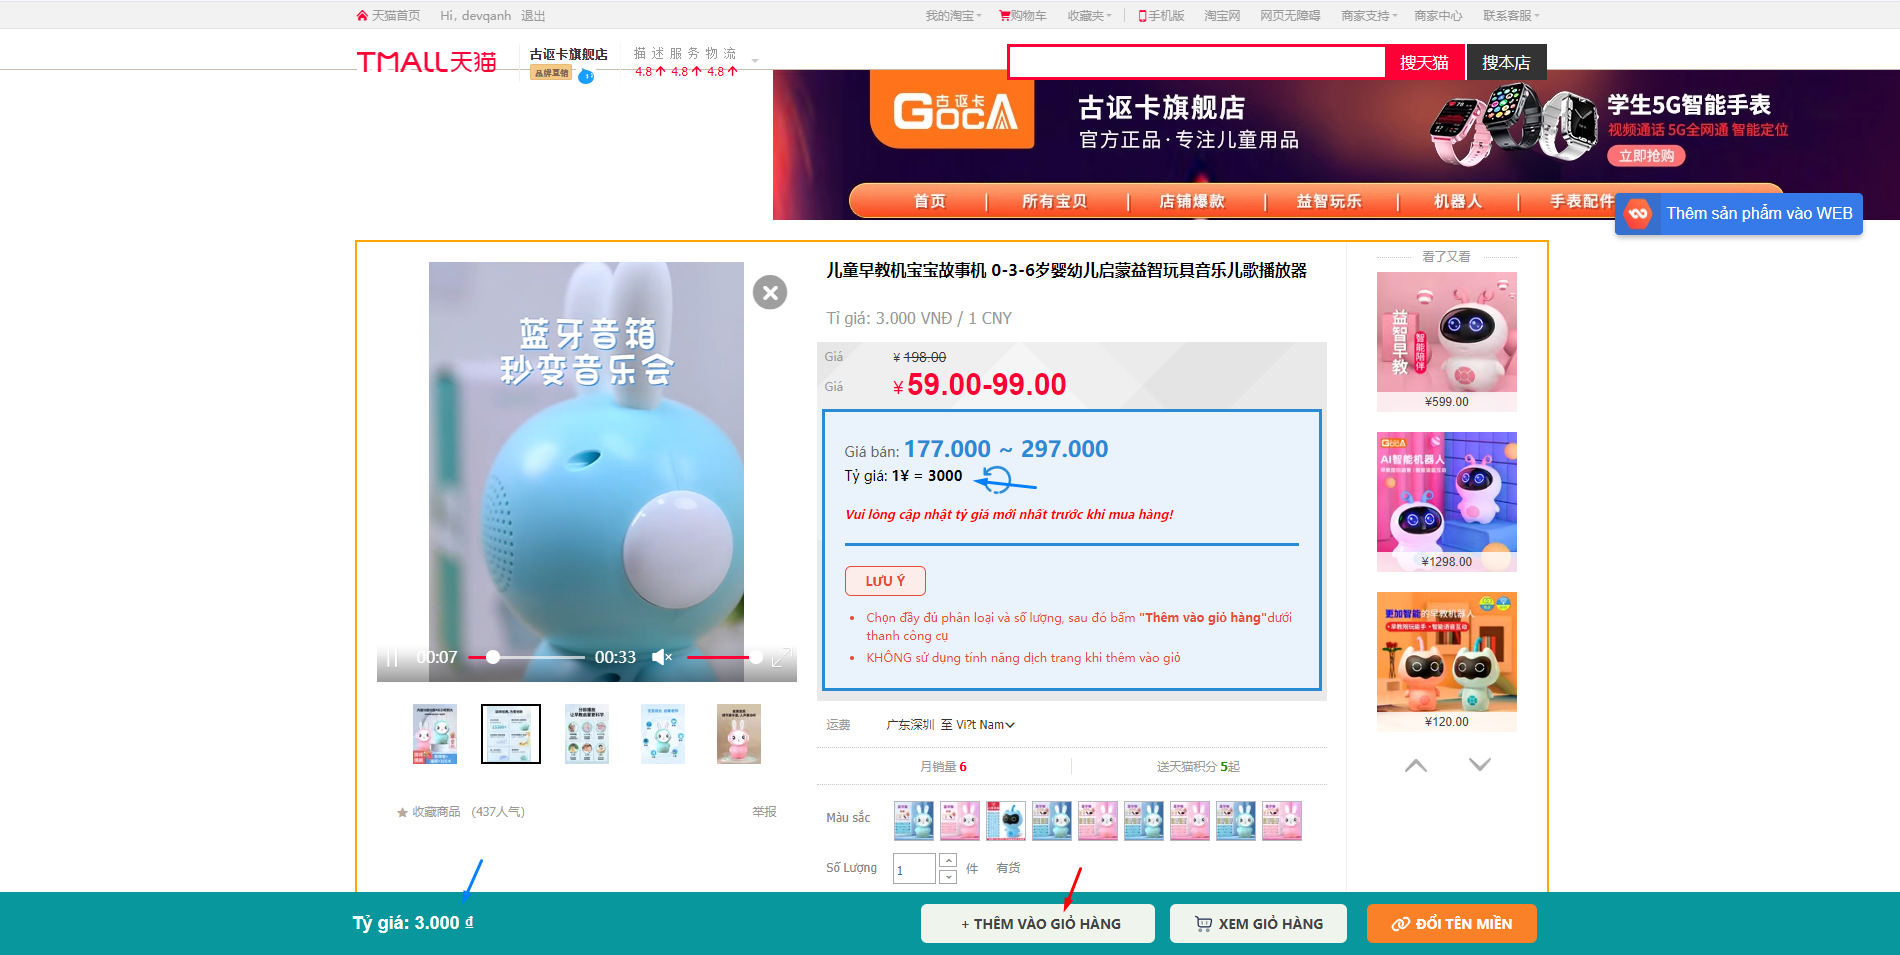 天猫首页 Hi, devqanh 退出
我的淘宝 购物车 收藏夹 手机版 淘宝网 网页无障碍 商家支持 商家中心 联系客服
TMALL天猫
古讴卡旗舰店
品牌直销
描 述 服 务 物 流
4.8 4.8 4.8
搜天猫 搜本店
古讴卡
GOCA
古讴卡旗舰店
官方正品·专注儿童用品
学生5G智能手表
视频通话 5G全网通 智能定位
立即抢购
首页 | 所有宝贝 | 店铺爆款 | 益智玩乐 | 机器人 | 手表配件
Thêm sản phẩm vào WEB
蓝牙音箱
秒变音乐会
00:07 00:33
收藏商品 (437人气) 举报
儿童早教机宝宝故事机 0-3-6岁婴幼儿启蒙益智玩具音乐儿歌播放器
Tỉ giá: 3.000 VNĐ / 1 CNY
Giá ¥ 198.00
Giá ¥ 59.00-99.00
Giá bán: 177.000 ~ 297.000
Tỷ giá: 1¥ = 3000
Vui lòng cập nhật tỷ giá mới nhất trước khi mua hàng!
LƯU Ý
Chọn đầy đủ phân loại và số lượng, sau đó bấm "Thêm vào giỏ hàng"dưới
thanh công cụ
KHÔNG sử dụng tính năng dịch trang khi thêm vào giỏ
运费 广东深圳 至 Vi?t Nam
月销量 6 送天猫积分 5起
Màu sắc
Số Lượng 1 件 有货
看了又看
益智早教
智能陪伴
¥599.00
GOCA
AI智能机器人
¥1298.00
更加智能的早教机器人
¥120.00
Tỷ giá: 3.000 ₫
+ THÊM VÀO GIỎ HÀNG
XEM GIỎ HÀNG
ĐỔI TÊN MIỀN